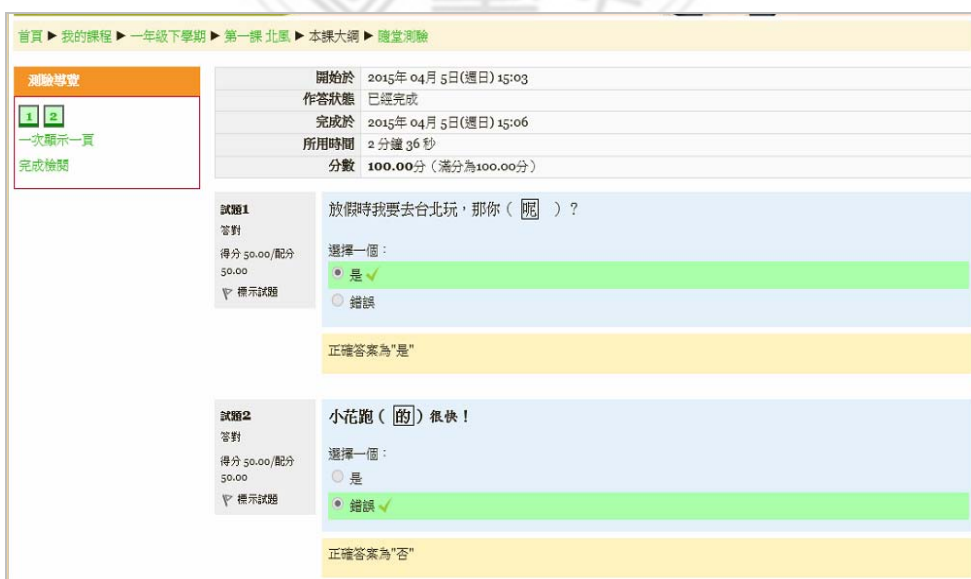 首頁 ► 我的課程 ► 一年級下學期 ► 第一課 北風 ► 本課大綱 ► 隨堂測驗
測驗導覽
1 2
一次顯示一頁
完成檢閱
開始於 2015年 04月 5日(週日) 15:03
作答狀態 已經完成
完成於 2015年 04月 5日(週日) 15:06
所用時間 2 分鐘 36 秒
分數 100.00分（滿分為100.00分）
試題1
答對
得分 50.00/配分
50.00
標示試題
放假時我要去台北玩，那你（ 呢 ）？
選擇一個：
是
錯誤
正確答案為"是"
試題2
答對
得分 50.00/配分
50.00
標示試題
小花跑（ 的）很快！
選擇一個：
是
錯誤
正確答案為"否"